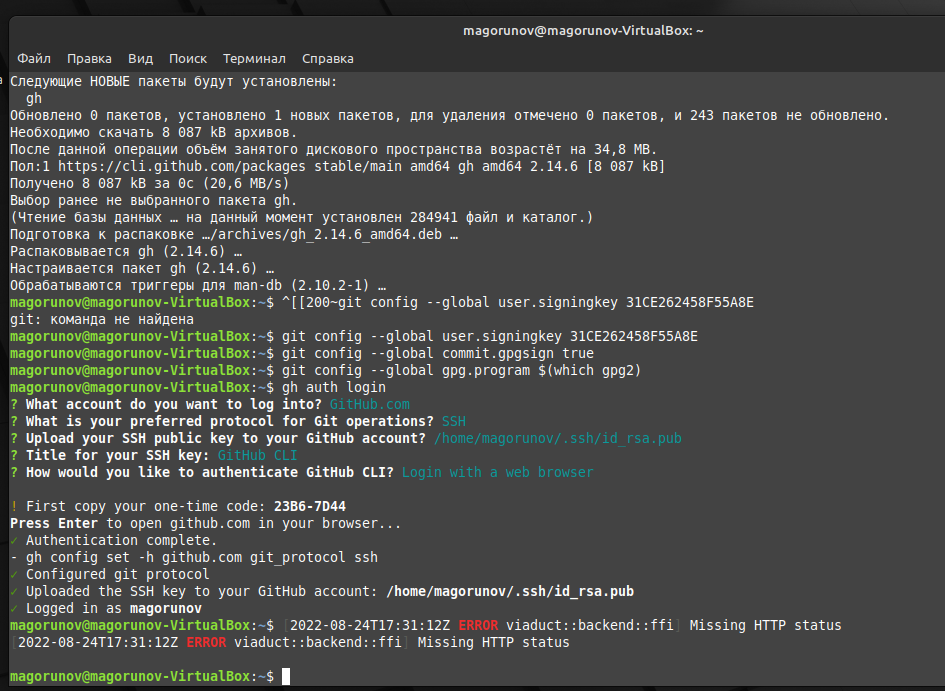 magorunov@magorunov-VirtualBox: ~
Файл Правка Вид Поиск Терминал Справка
Следующие НОВЫЕ пакеты будут установлены:
  gh
Обновлено 0 пакетов, установлено 1 новых пакетов, для удаления отмечено 0 пакетов, и 243 пакетов не обновлено.
Необходимо скачать 8 087 kB архивов.
После данной операции объём занятого дискового пространства возрастёт на 34,8 MB.
Пол:1 https://cli.github.com/packages stable/main amd64 gh amd64 2.14.6 [8 087 kB]
Получено 8 087 kB за 0с (20,6 MB/s)
Выбор ранее не выбранного пакета gh.
(Чтение базы данных … на данный момент установлен 284941 файл и каталог.)
Подготовка к распаковке …/archives/gh_2.14.6_amd64.deb …
Распаковывается gh (2.14.6) …
Настраивается пакет gh (2.14.6) …
Обрабатываются триггеры для man-db (2.10.2-1) …
magorunov@magorunov-VirtualBox:~$ ^[[200~git config --global user.signingkey 31CE262458F55A8E
git: команда не найдена
magorunov@magorunov-VirtualBox:~$ git config --global user.signingkey 31CE262458F55A8E
magorunov@magorunov-VirtualBox:~$ git config --global commit.gpgsign true
magorunov@magorunov-VirtualBox:~$ git config --global gpg.program $(which gpg2)
magorunov@magorunov-VirtualBox:~$ gh auth login
? What account do you want to log into? GitHub.com
? What is your preferred protocol for Git operations? SSH
? Upload your SSH public key to your GitHub account? /home/magorunov/.ssh/id_rsa.pub
? Title for your SSH key: GitHub CLI
? How would you like to authenticate GitHub CLI? Login with a web browser
! First copy your one-time code: 23B6-7D44
Press Enter to open github.com in your browser...
✓ Authentication complete.
- gh config set -h github.com git_protocol ssh
✓ Configured git protocol
✓ Uploaded the SSH key to your GitHub account: /home/magorunov/.ssh/id_rsa.pub
✓ Logged in as magorunov
magorunov@magorunov-VirtualBox:~$ [2022-08-24T17:31:12Z ERROR viaduct::backend::ffi] Missing HTTP status
[2022-08-24T17:31:12Z ERROR viaduct::backend::ffi] Missing HTTP status
magorunov@magorunov-VirtualBox:~$